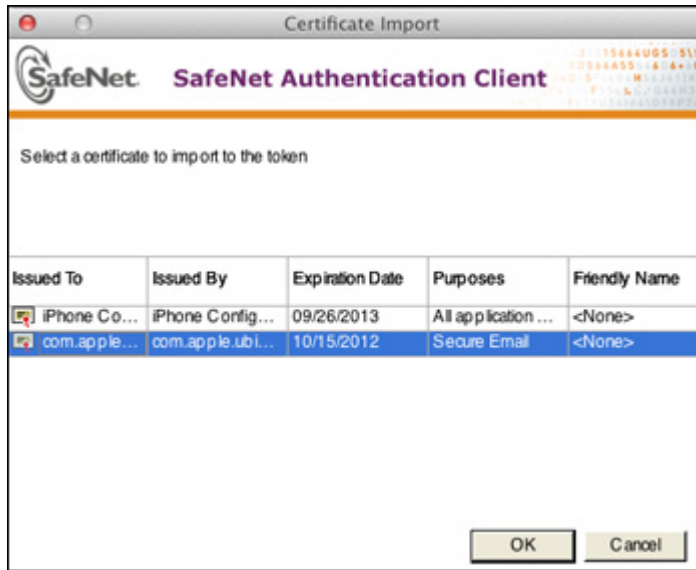 Certificate Import
SafeNet. SafeNet Authentication Client
Select a certificate to import to the token
Issued To Issued By Expiration Date Purposes Friendly Name
iPhone Co... iPhone Config... 09/26/2013 All application ... <None>
com.apple... com.apple.ubi... 10/15/2012 Secure Email <None>
OK Cancel